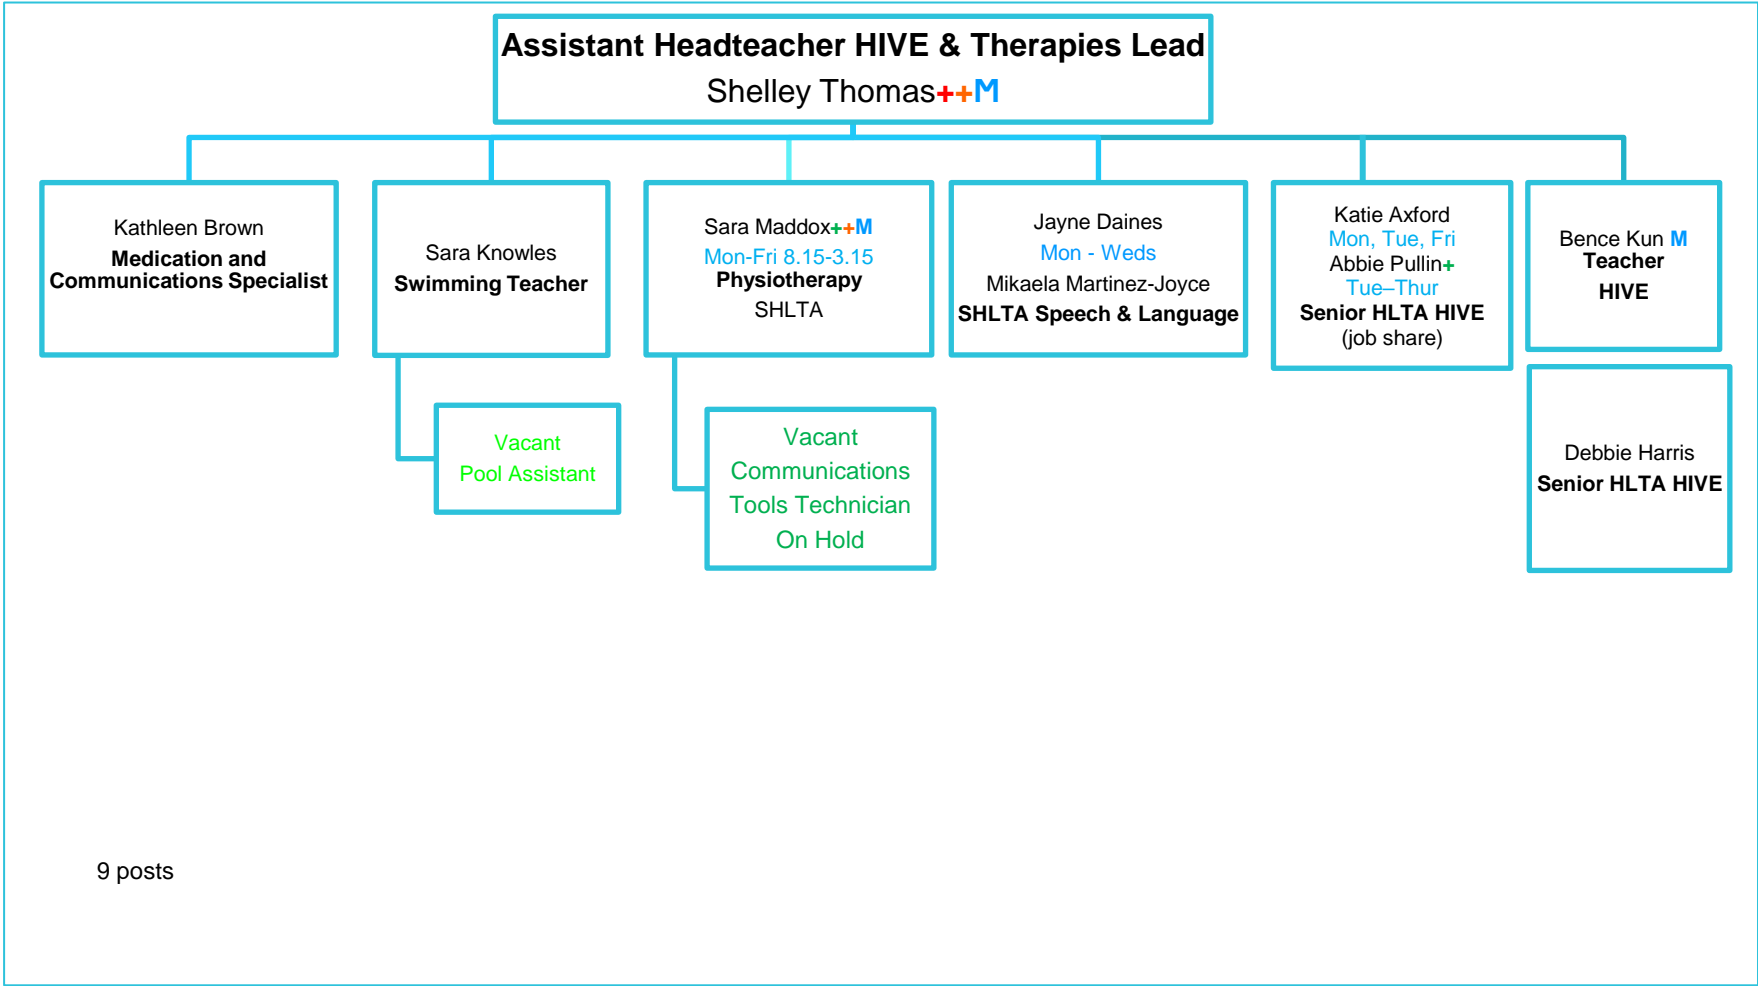 Assistant Headteacher HIVE & Therapies Lead
Shelley Thomas++M
Kathleen Brown
Medication and
Communications Specialist
Sara Knowles
Swimming Teacher
Sara Maddox++M
Mon-Fri 8.15-3.15
Physiotherapy
SHLTA
Jayne Daines
Mon - Weds
Mikaela Martinez-Joyce
SHLTA Speech & Language
Katie Axford
Mon, Tue, Fri
Abbie Pullin+
Tue–Thur
Senior HLTA HIVE
(job share)
Bence Kun M
Teacher
HIVE
Vacant
Pool Assistant
Vacant
Communications
Tools Technician
On Hold
Debbie Harris
Senior HLTA HIVE
9 posts